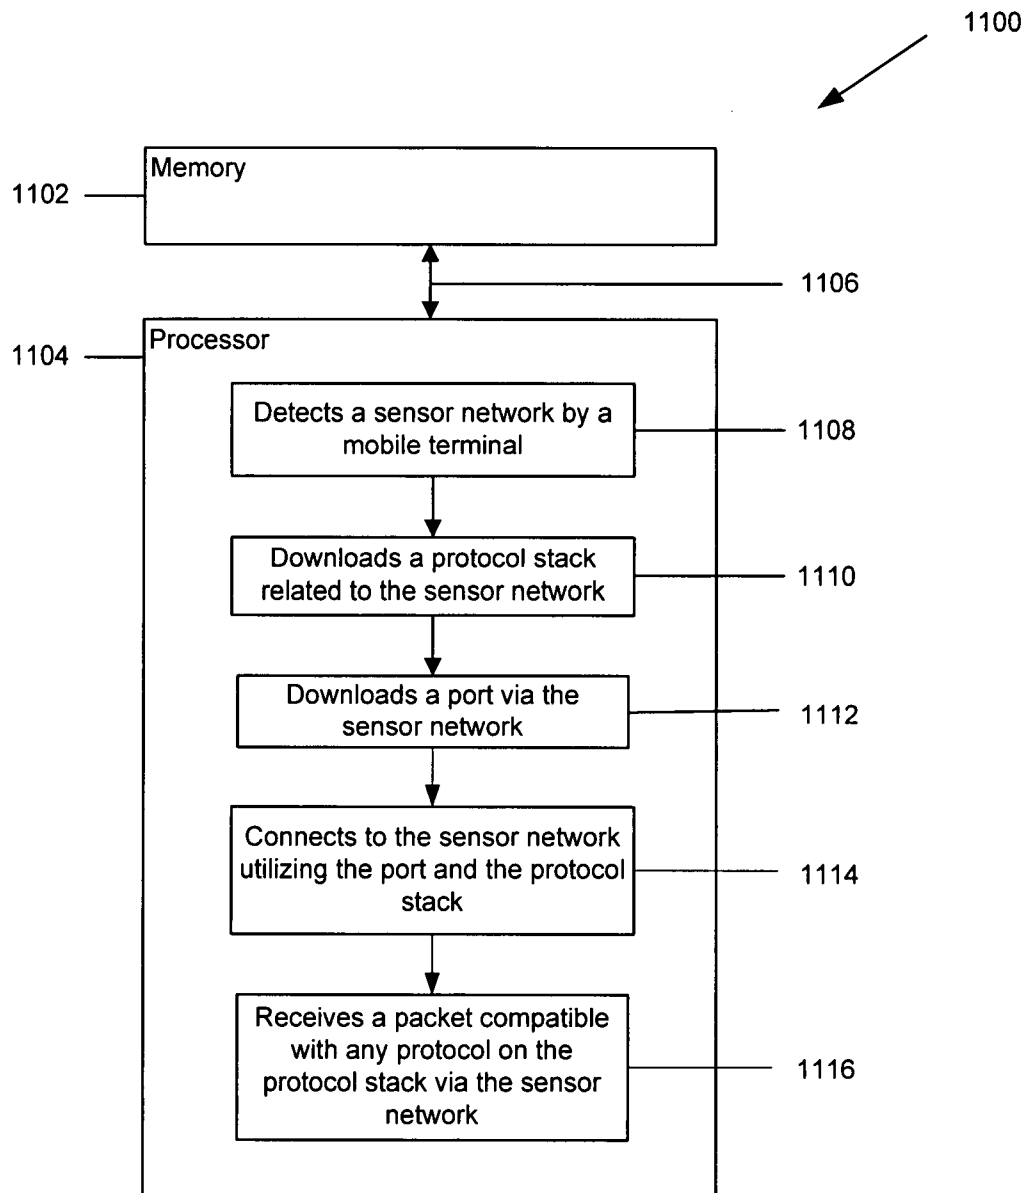 1100
Memory
1102
1106
Processor
1104
Detects a sensor network by a
mobile terminal
1108
Downloads a protocol stack
related to the sensor network
1110
Downloads a port via the
sensor network
1112
Connects to the sensor network
utilizing the port and the protocol
stack
1114
Receives a packet compatible
with any protocol on the
protocol stack via the sensor
network
1116